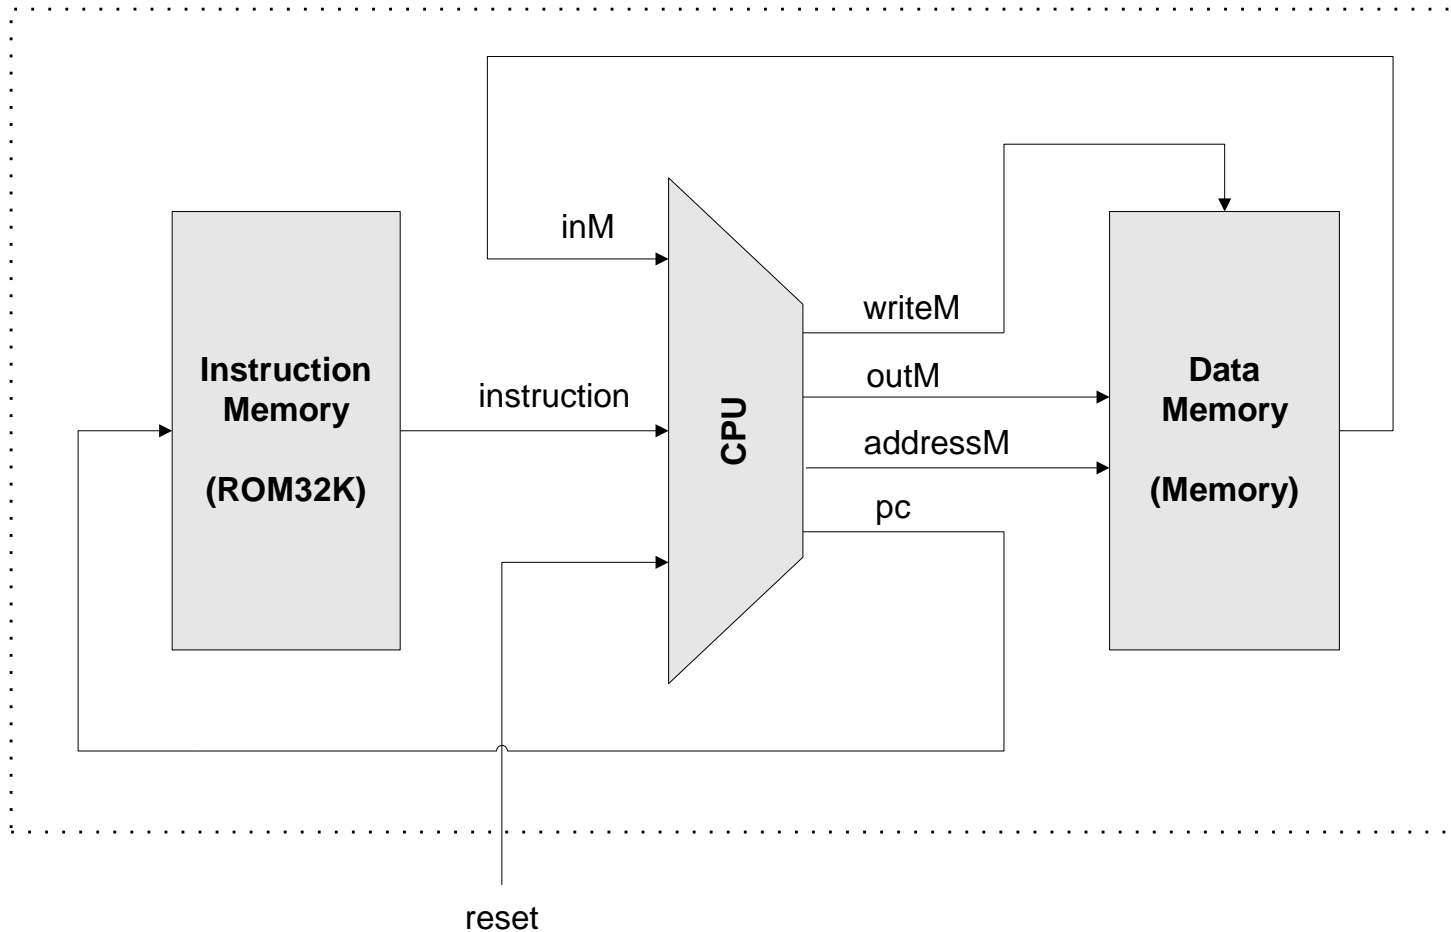 inM
writeM
Instruction
Memory
(ROM32K)
instruction
CPU
outM
addressM
pc
Data
Memory
(Memory)
reset